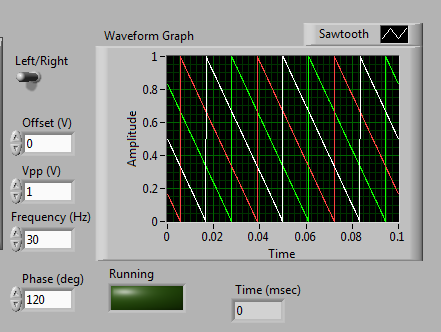 Waveform Graph
Sawtooth
Left/Right
Offset (V)
0
Vpp (V)
1
Frequency (Hz)
30
Phase (deg)
120
Amplitude
1
0.8
0.6
0.4
0.2
0
0 0.02 0.04 0.06 0.08 0.1
Time
Running
Time (msec)
0